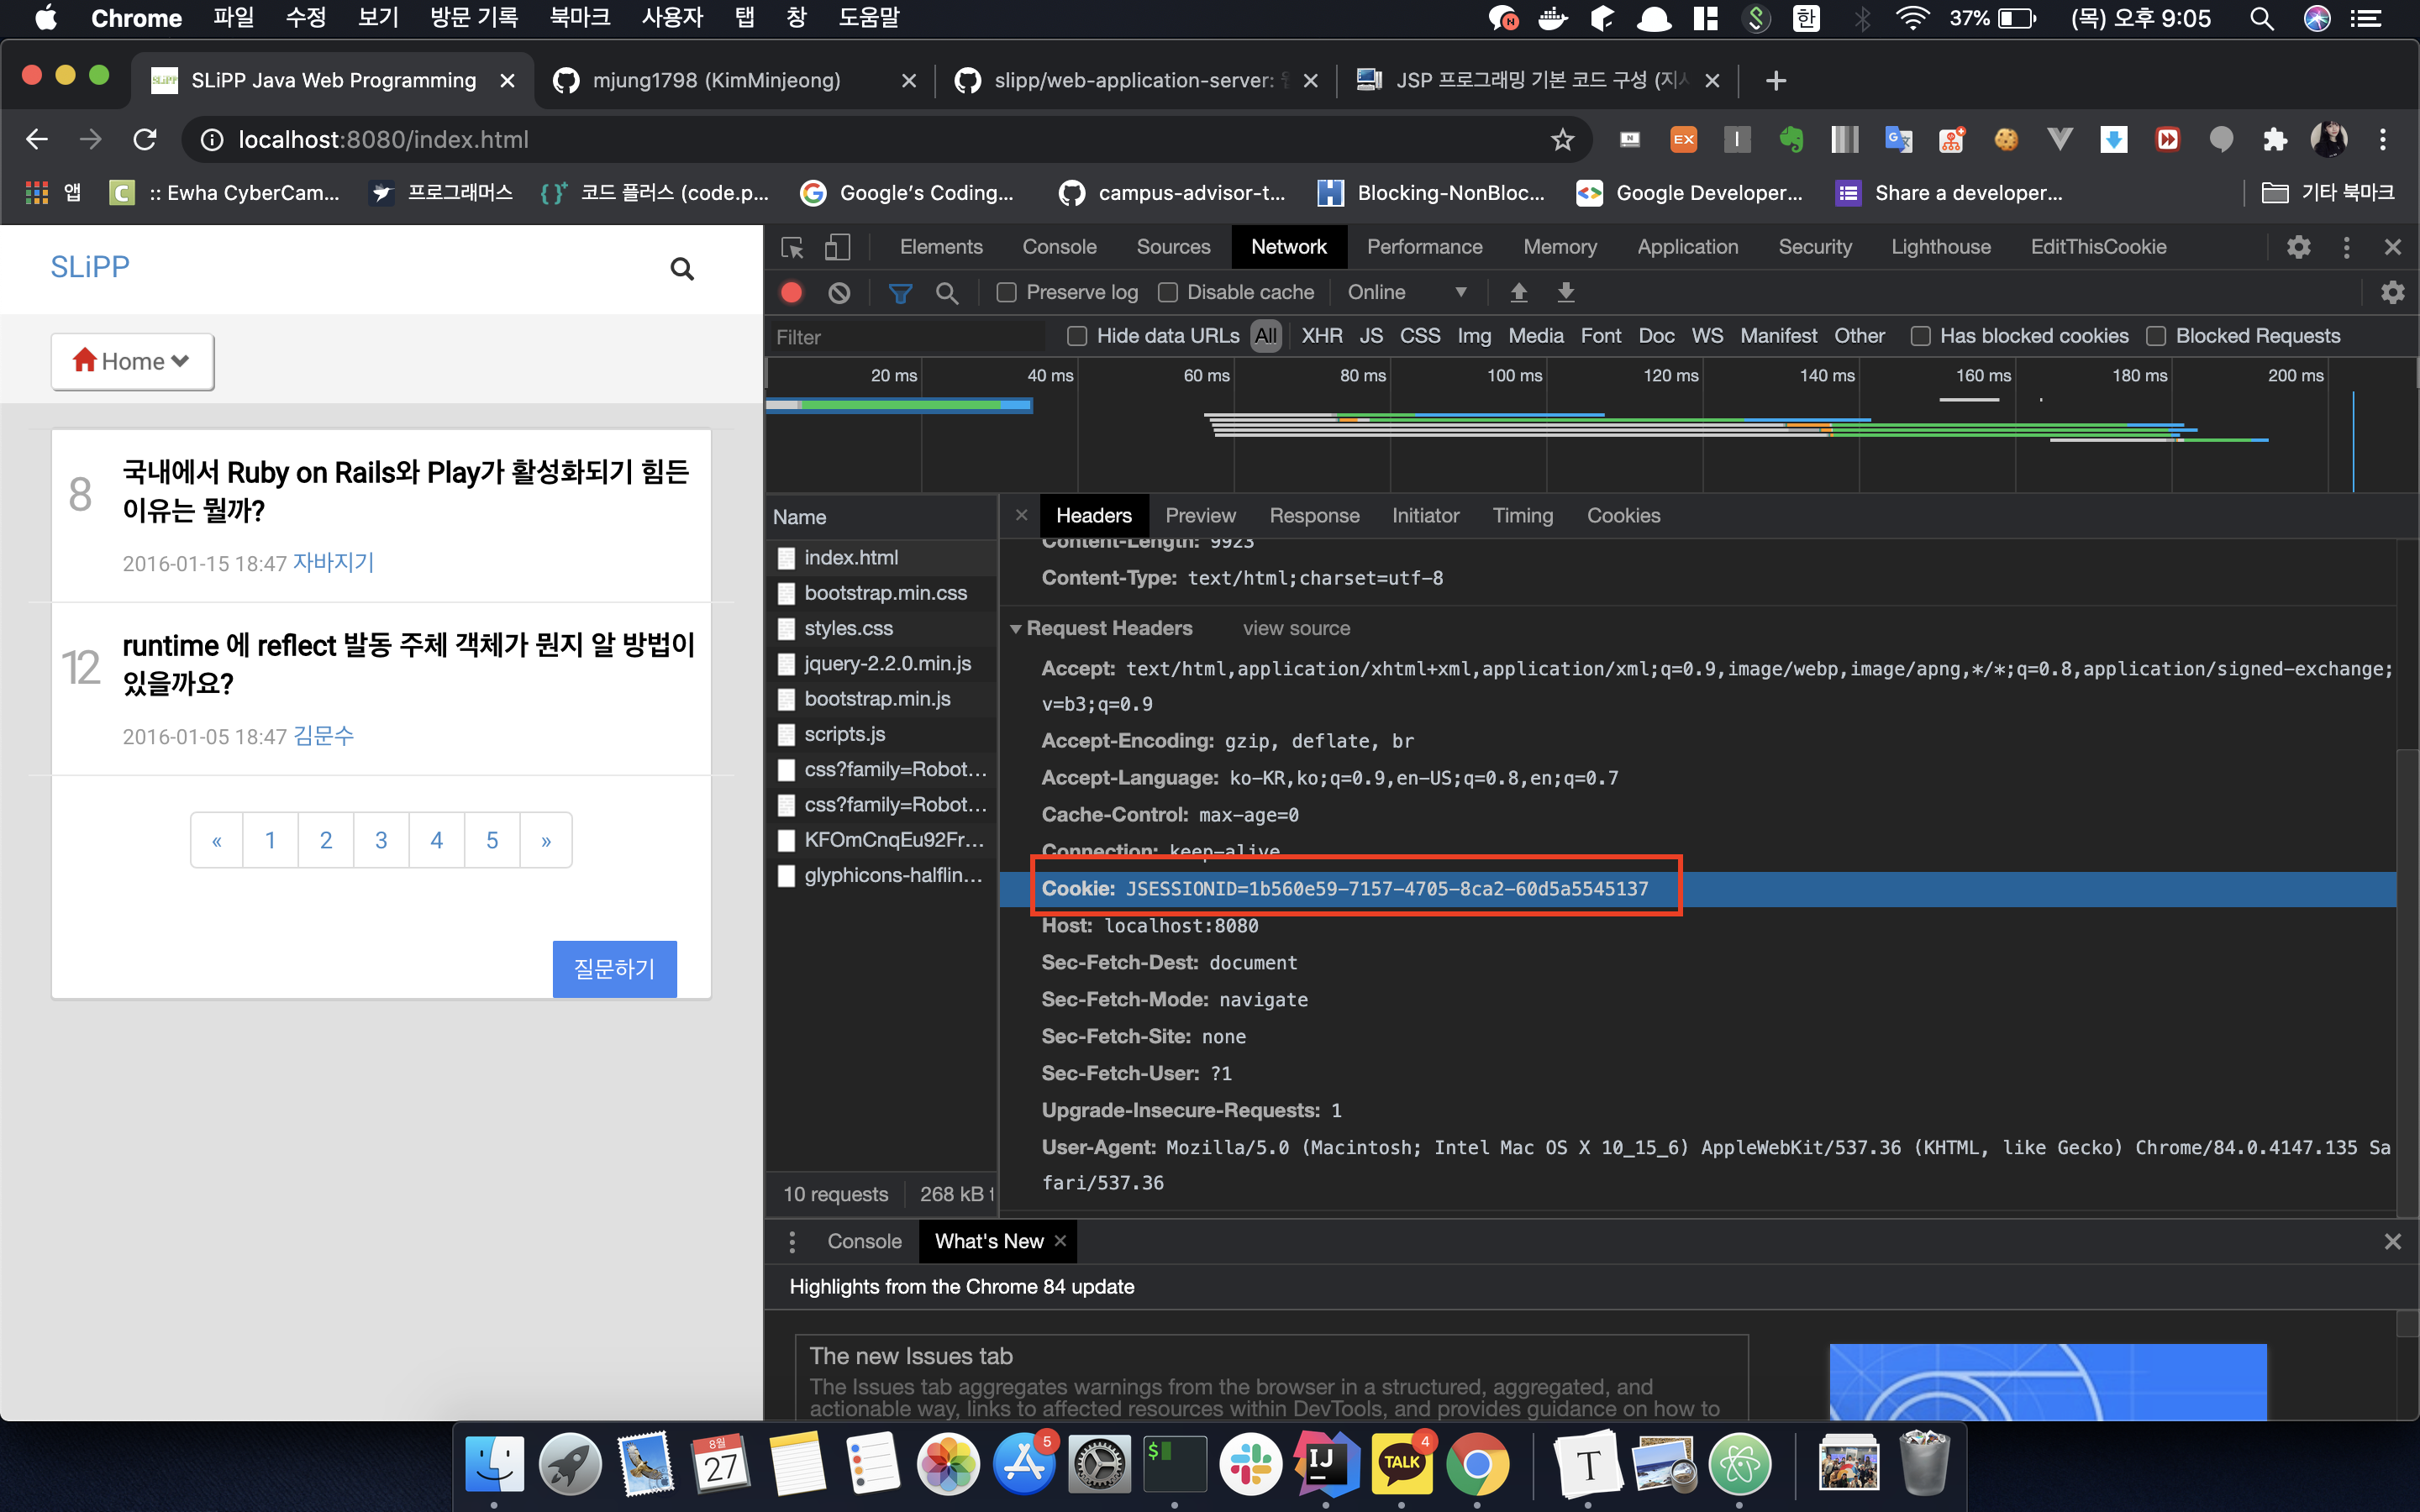 Chrome 파일 수정 보기 방문 기록 북마크 사용자 탭 창 도움말 N S 한 37% (목) 오후 9:05
SLiPP SLiPP Java Web Programming mjung1798 (KimMinjeong) slipp/web-application-server: JSP 프로그래밍 기본 코드 구성 (지
localhost:8080/index.html EX
앱 C :: Ewha CyberCam... 프로그래머스 코드 플러스 (code.p... Google's Coding... campus-advisor-t... Blocking-NonBloc... Google Developer... Share a developer... 기타 북마크
SLiPP
Home
8
국내에서 Ruby on Rails와 Play가 활성화되기 힘든
이유는 뭘까?
2016-01-15 18:47 자바지기
12
runtime 에 reflect 발동 주체 객체가 뭔지 알 방법이
있을까요?
2016-01-05 18:47 김문수
« 1 2 3 4 5 »
질문하기
Elements Console Sources Network Performance Memory Application Security Lighthouse EditThisCookie
Preserve log Disable cache Online
Filter Hide data URLs All XHR JS CSS Img Media Font Doc WS Manifest Other Has blocked cookies Blocked Requests
20 ms 40 ms 60 ms 80 ms 100 ms 120 ms 140 ms 160 ms 180 ms 200 ms
Name
index.html
bootstrap.min.css
styles.css
jquery-2.2.0.min.js
bootstrap.min.js
scripts.js
css?family=Robot...
css?family=Robot...
KFOmCnqEu92Fr...
glyphicons-halflin...
10 requests 268 kB t
Headers Preview Response Initiator Timing Cookies
Content-Length: 9923
Content-Type: text/html;charset=utf-8
Request Headers view source
Accept: text/html,application/xhtml+xml,application/xml;q=0.9,image/webp,image/apng,*/*;q=0.8,application/signed-exchange;
v=b3;q=0.9
Accept-Encoding: gzip, deflate, br
Accept-Language: ko-KR,ko;q=0.9,en-US;q=0.8,en;q=0.7
Cache-Control: max-age=0
Connection: keep-alive
Cookie: JSESSIONID=1b560e59-7157-4705-8ca2-60d5a5545137
Host: localhost:8080
Sec-Fetch-Dest: document
Sec-Fetch-Mode: navigate
Sec-Fetch-Site: none
Sec-Fetch-User: ?1
Upgrade-Insecure-Requests: 1
User-Agent: Mozilla/5.0 (Macintosh; Intel Mac OS X 10_15_6) AppleWebKit/537.36 (KHTML, like Gecko) Chrome/84.0.4147.135 Sa
fari/537.36
Console What's New
Highlights from the Chrome 84 update
The new Issues tab
The Issues tab aggregates warnings from the browser in a structured, aggregated, and
actionable way, links to affected resources within DevTools, and provides guidance on how to
8월 27 5 $ IJ TALK 4 T